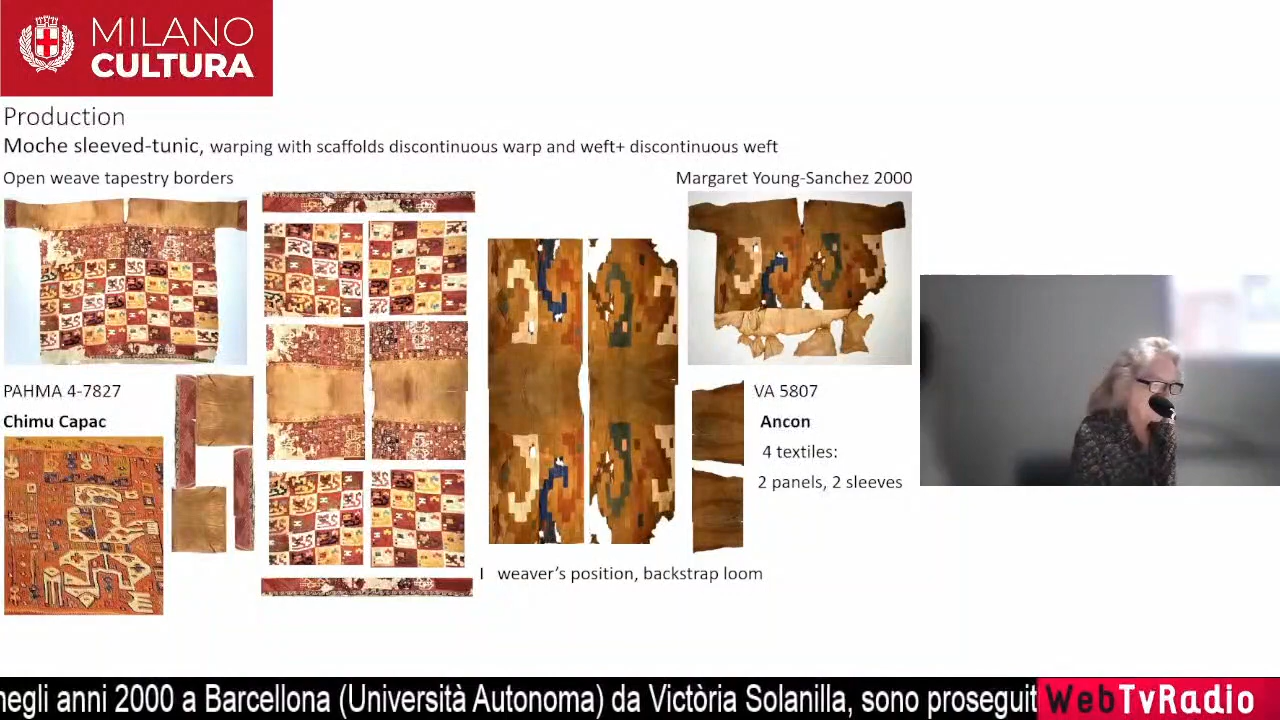 MILANO
CULTURA
Production
Moche sleeved-tunic, warping with scaffolds discontinuous warp and weft+ discontinuous weft
Open weave tapestry borders
Margaret Young-Sanchez 2000
PAHMA 4-7827
Chimu Capac
VA 5807
Ancon
4 textiles:
2 panels, 2 sleeves
I weaver's position, backstrap loom
negli anni 2000 a Barcellona (Università Autonoma) da Victòria Solanilla, sono proseguit
WebTvRadio